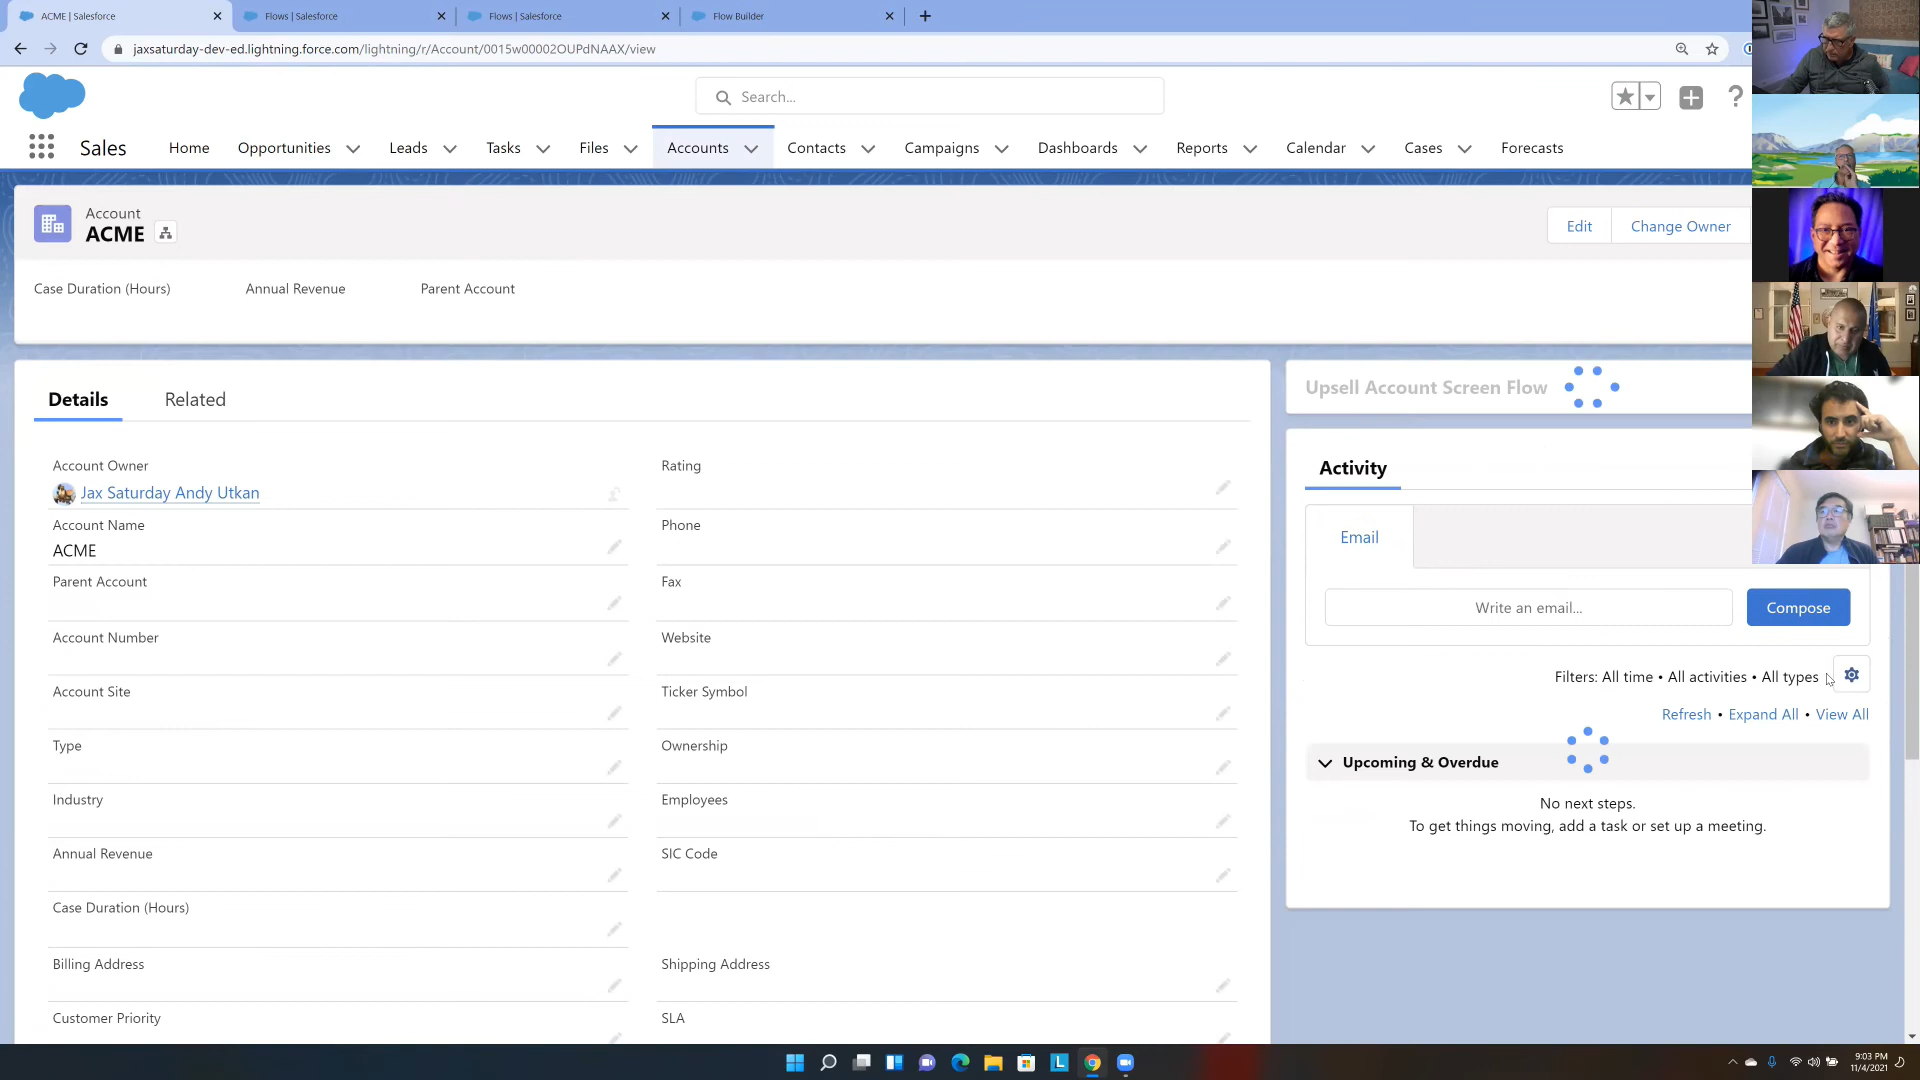 ACME | Salesforce
Flows | Salesforce
Flows | Salesforce
Flow Builder
jaxsaturday-dev-ed.lightning.force.com/lightning/r/Account/0015w00002OUPdNAAX/view
Search...
Sales
Home
Opportunities
Leads
Tasks
Files
Accounts
Contacts
Campaigns
Dashboards
Reports
Calendar
Cases
Forecasts
Account
ACME
Edit
Change Owner
Case Duration (Hours)
Annual Revenue
Parent Account
Details
Related
Account Owner
Jax Saturday Andy Utkan
Rating
Account Name
ACME
Phone
Parent Account
Fax
Account Number
Website
Account Site
Ticker Symbol
Type
Ownership
Industry
Employees
Annual Revenue
SIC Code
Case Duration (Hours)
Billing Address
Shipping Address
Customer Priority
SLA
Upsell Account Screen Flow
Activity
Email
Write an email...
Compose
Filters: All time • All activities • All types
Refresh • Expand All • View All
Upcoming & Overdue
No next steps.
To get things moving, add a task or set up a meeting.
9:03 PM
11/4/2021